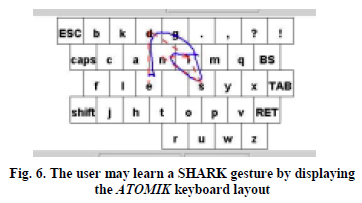 ESC b k d g . , ? !
caps c a n i m q BS
f l e s y x TAB
shift j h t o p v RET
r u w z
Fig. 6. The user may learn a SHARK gesture by displaying
the ATOMIK keyboard layout